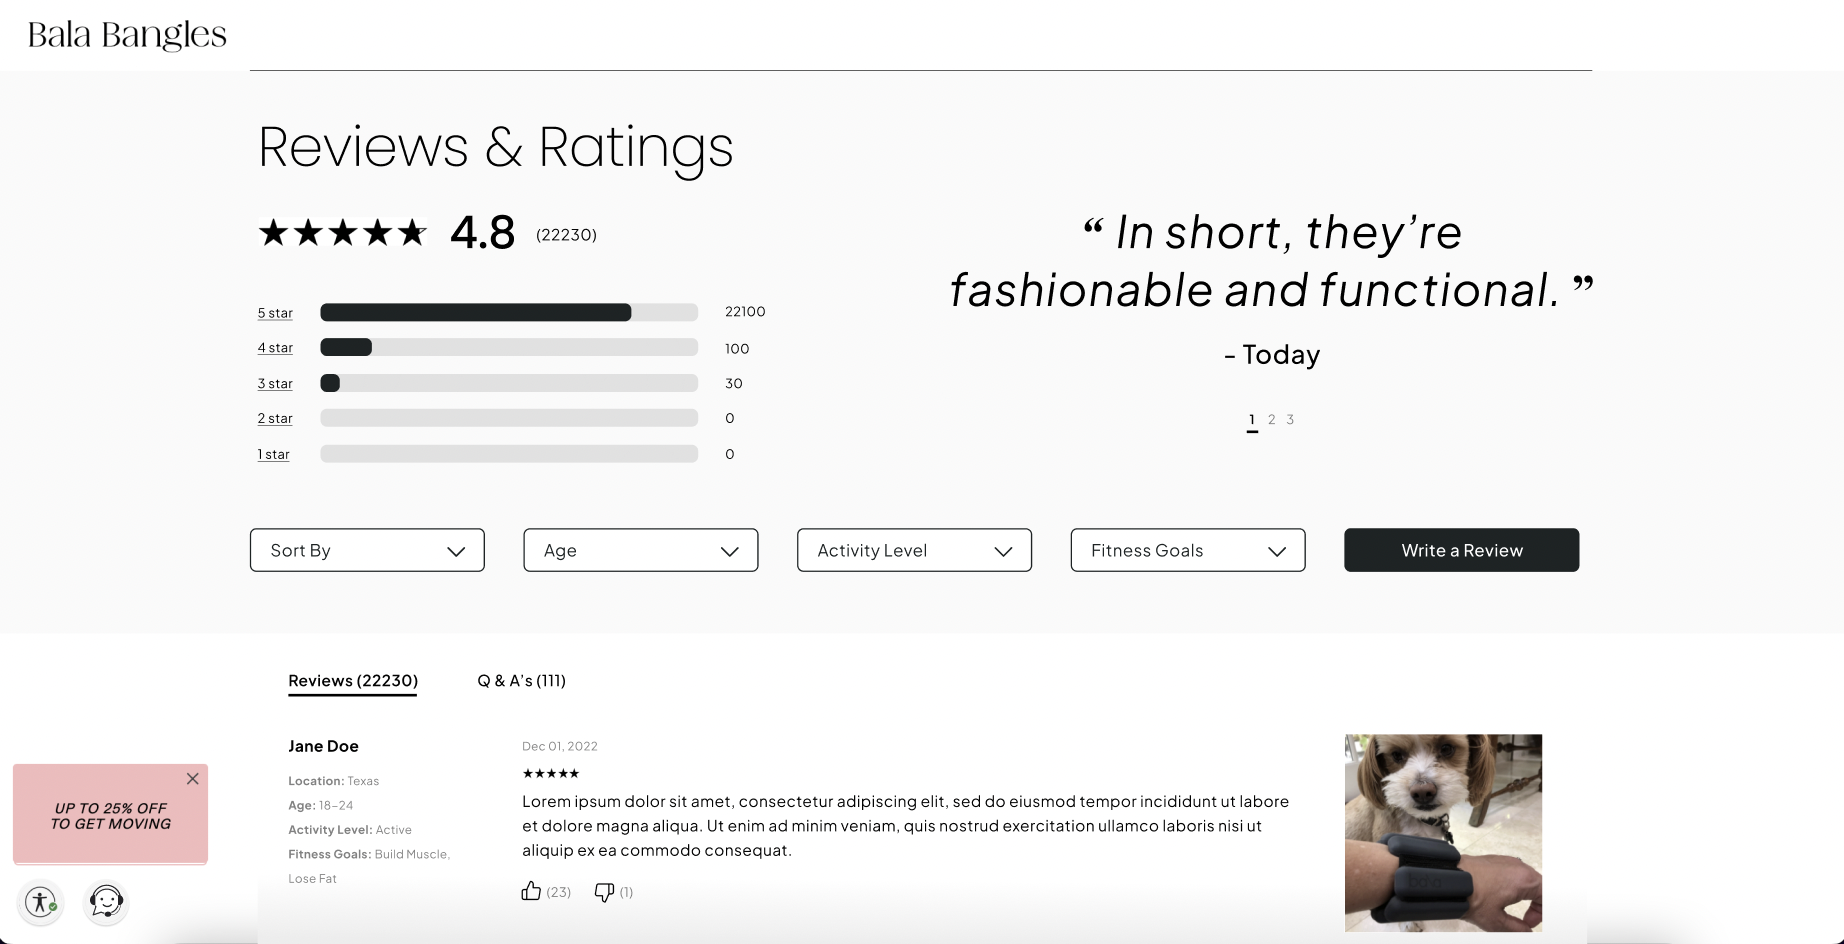 Bala Bangles
Reviews & Ratings
4.8 (22230)
“ In short, they’re
fashionable and functional. ”
- Today
1 2 3
5 star 22100
4 star 100
3 star 30
2 star 0
1 star 0
Sort By
Age
Activity Level
Fitness Goals
Write a Review
Reviews (22230)
Q & A’s (111)
Jane Doe
Location: Texas
Age: 18–24
Activity Level: Active
Fitness Goals: Build Muscle,
Lose Fat
Dec 01, 2022
Lorem ipsum dolor sit amet, consectetur adipiscing elit, sed do eiusmod tempor incididunt ut labore
et dolore magna aliqua. Ut enim ad minim veniam, quis nostrud exercitation ullamco laboris nisi ut
aliquip ex ea commodo consequat.
(23) (1)
bala
UP TO 25% OFF
TO GET MOVING